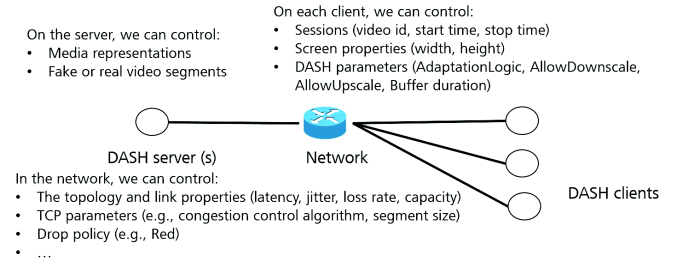 On the server, we can control:
• Media representations
• Fake or real video segments
On each client, we can control:
• Sessions (video id, start time, stop time)
• Screen properties (width, height)
• DASH parameters (AdaptationLogic, AllowDownscale,
AllowUpscale, Buffer duration)
DASH server (s)
Network
DASH clients
In the network, we can control:
• The topology and link properties (latency, jitter, loss rate, capacity)
• TCP parameters (e.g., congestion control algorithm, segment size)
• Drop policy (e.g., Red)
• ...